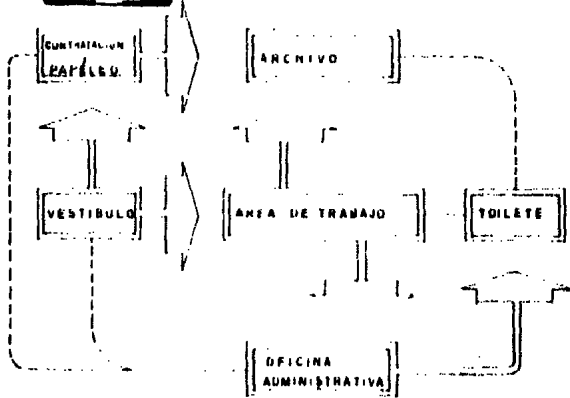 CONTRATACION
PAPELEO
ARCHIVO
VESTIBULO
AREA DE TRABAJO
TOILETE
OFICINA
ADMINISTRATIVA